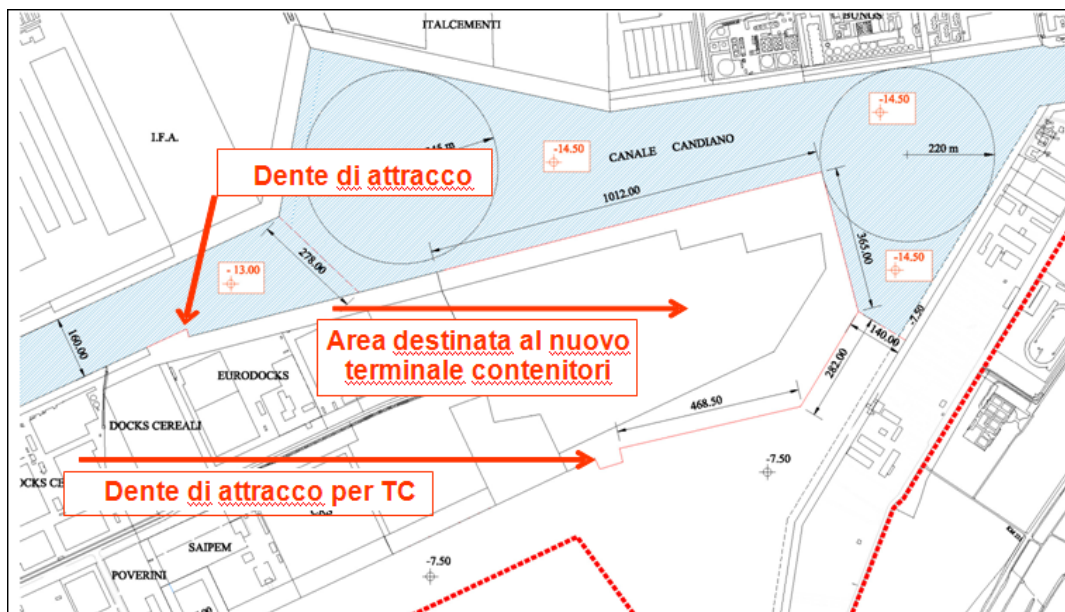 ITALCEMENTI
BUNGE
-14.50
I.F.A.
-14.50
CANALE CANDIANO
220 m
Dente di attracco
1012.00
365.00
278.00
- 13.00
-14.50
-7.50
160.00
140.00
Area destinata al nuovo
terminale contenitori
282.00
EURODOCKS
468.50
DOCKS CEREALI
-7.50
Dente di attracco per TC
SAIPEM
-7.50
POVERINI